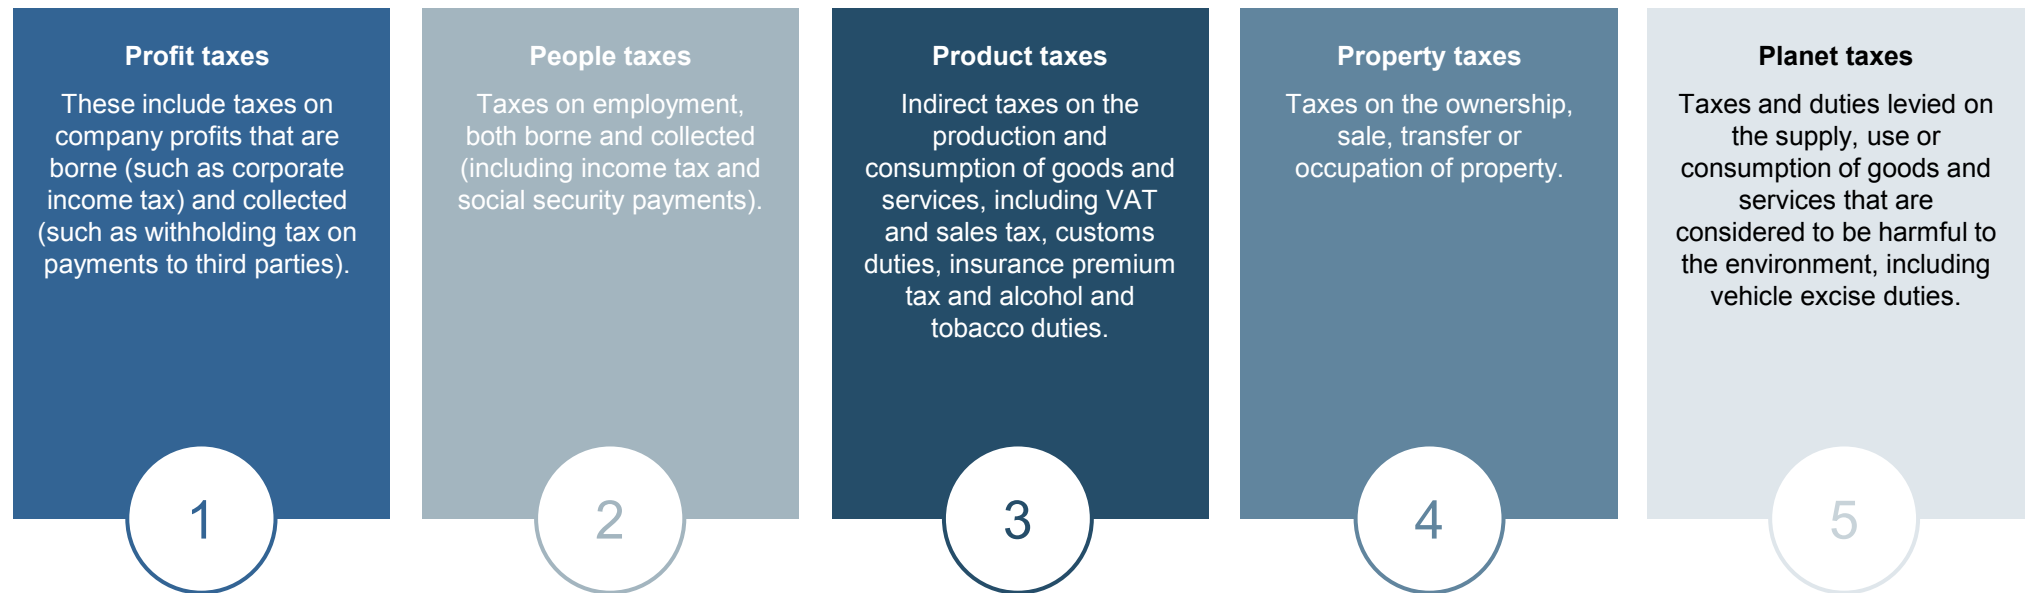 Profit taxes
These include taxes on
company profits that are
borne (such as corporate
income tax) and collected
(such as withholding tax on
payments to third parties).
1
People taxes
Taxes on employment,
both borne and collected
(including income tax and
social security payments).
2
Product taxes
Indirect taxes on the
production and
consumption of goods and
services, including VAT
and sales tax, customs
duties, insurance premium
tax and alcohol and
tobacco duties.
3
Property taxes
Taxes on the ownership,
sale, transfer or
occupation of property.
4
Planet taxes
Taxes and duties levied on
the supply, use or
consumption of goods and
services that are
considered to be harmful to
the environment, including
vehicle excise duties.
5